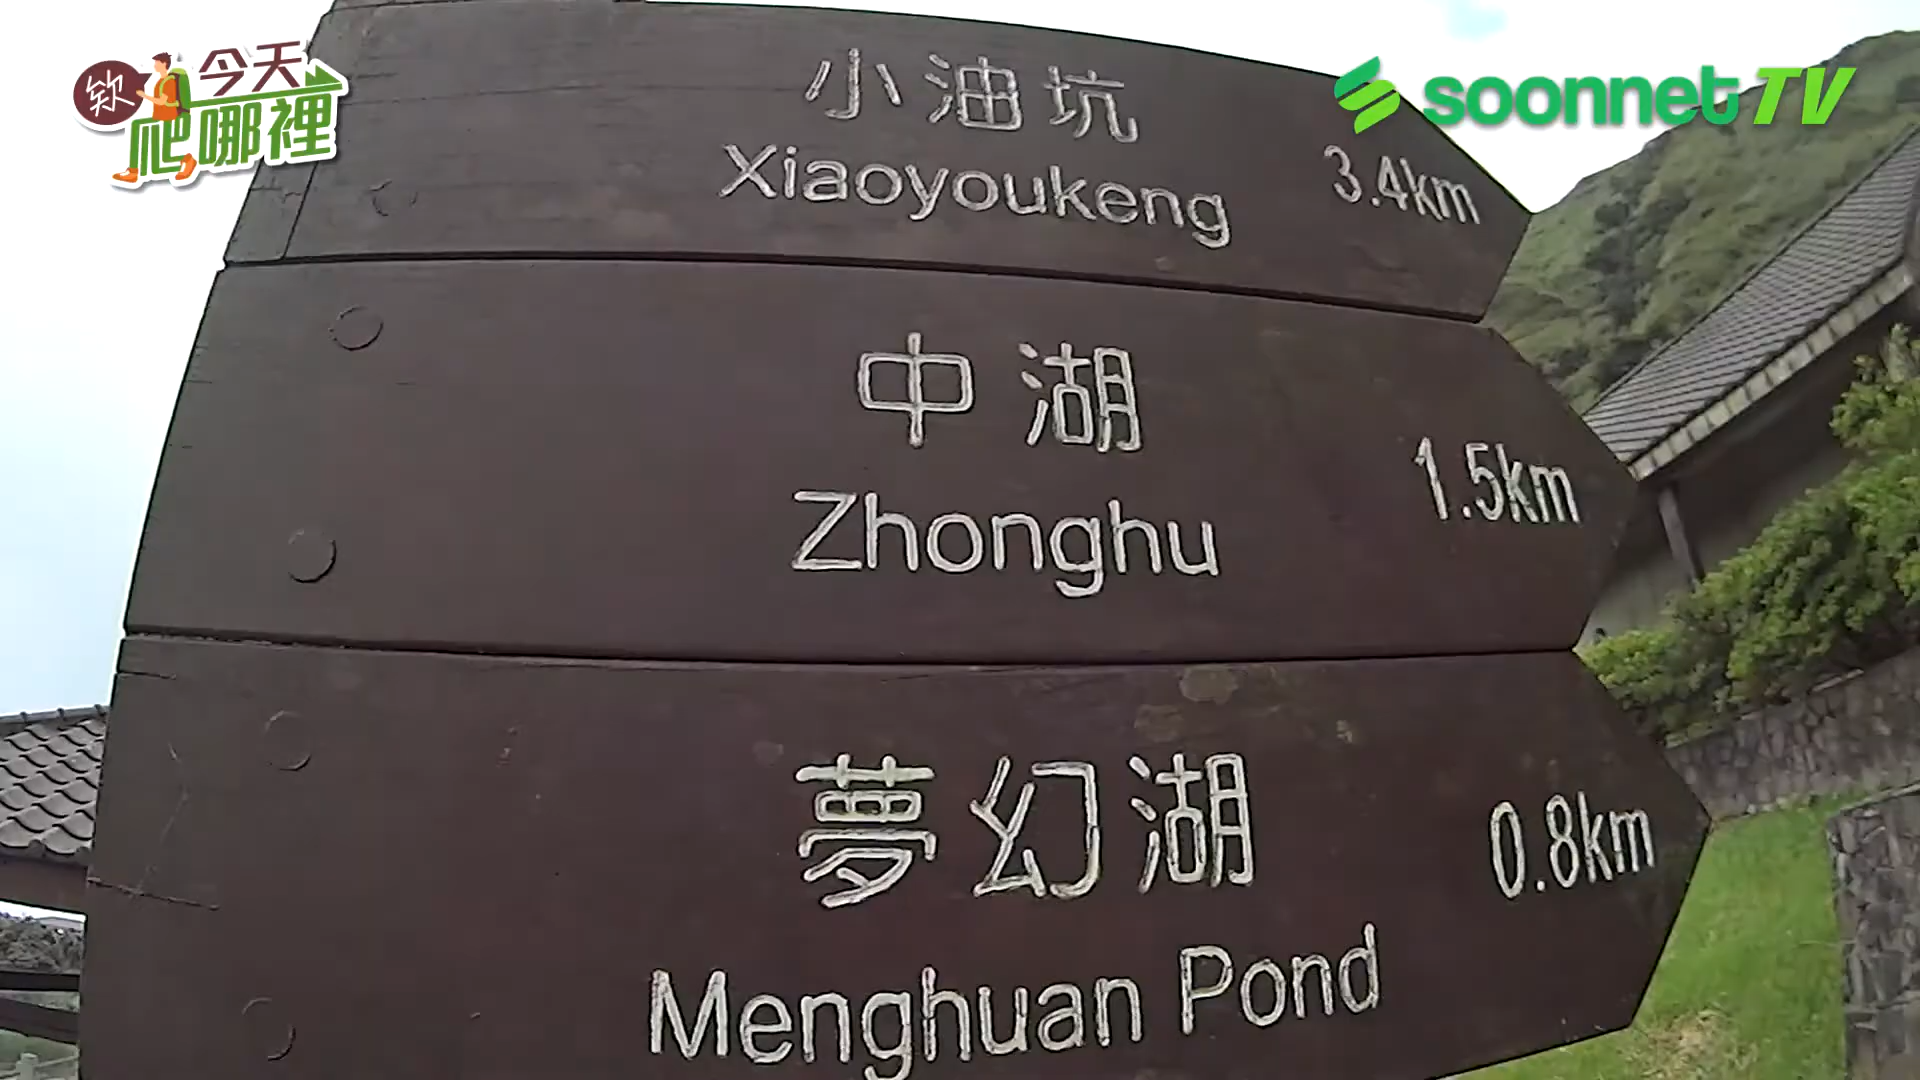 欽
今天
爬哪裡
soonnet TV
小油坑
Xiaoyoukeng
3.4km
中湖
Zhonghu
1.5km
夢幻湖
Menghuan Pond
0.8km